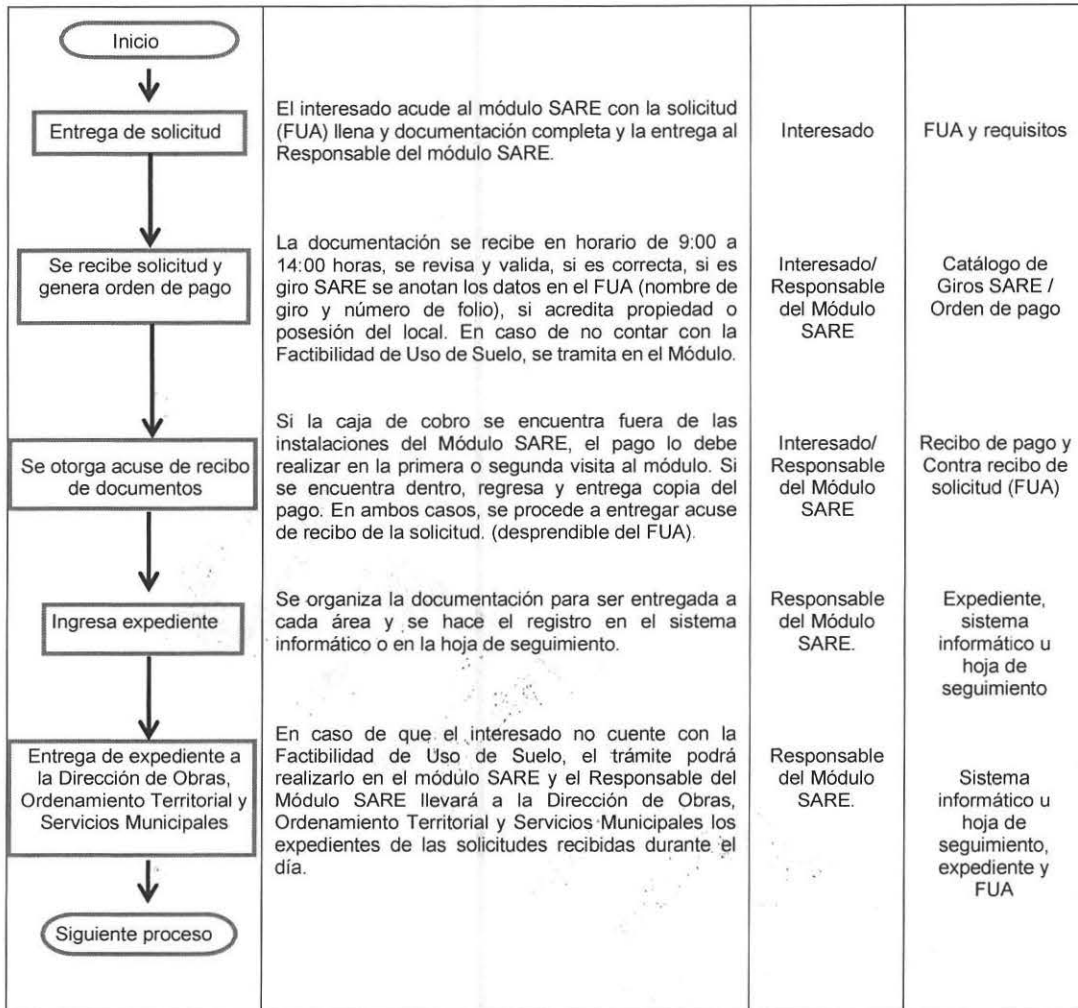 Inicio
Entrega de solicitud
El interesado acude al módulo SARE con la solicitud
(FUA) llena y documentación completa y la entrega al
Responsable del módulo SARE.
Interesado
FUA y requisitos
Se recibe solicitud y
genera orden de pago
La documentación se recibe en horario de 9:00 a
14:00 horas, se revisa y valida, si es correcta, si es
giro SARE se anotan los datos en el FUA (nombre de
giro y número de folio), si acredita propiedad o
posesión del local. En caso de no contar con la
Factibilidad de Uso de Suelo, se tramita en el Módulo.
Interesado/
Responsable
del Módulo
SARE
Catálogo de
Giros SARE /
Orden de pago
Se otorga acuse de recibo
de documentos
Si la caja de cobro se encuentra fuera de las
instalaciones del Módulo SARE, el pago lo debe
realizar en la primera o segunda visita al módulo. Si
se encuentra dentro, regresa y entrega copia del
pago. En ambos casos, se procede a entregar acuse
de recibo de la solicitud. (desprendible del FUA).
Interesado/
Responsable
del Módulo
SARE
Recibo de pago y
Contra recibo de
solicitud (FUA)
Ingresa expediente
Se organiza la documentación para ser entregada a
cada área y se hace el registro en el sistema
informático o en la hoja de seguimiento.
Responsable
del Módulo
SARE.
Expediente,
sistema
informático u
hoja de
seguimiento
Entrega de expediente a
la Dirección de Obras,
Ordenamiento Territorial y
Servicios Municipales
En caso de que el interesado no cuente con la
Factibilidad de Uso de Suelo, el trámite podrá
realizarlo en el módulo SARE y el Responsable del
Módulo SARE llevará a la Dirección de Obras,
Ordenamiento Territorial y Servicios Municipales los
expedientes de las solicitudes recibidas durante el
día.
Responsable
del Módulo
SARE.
Sistema
informático u
hoja de
seguimiento,
expediente y
FUA
Siguiente proceso